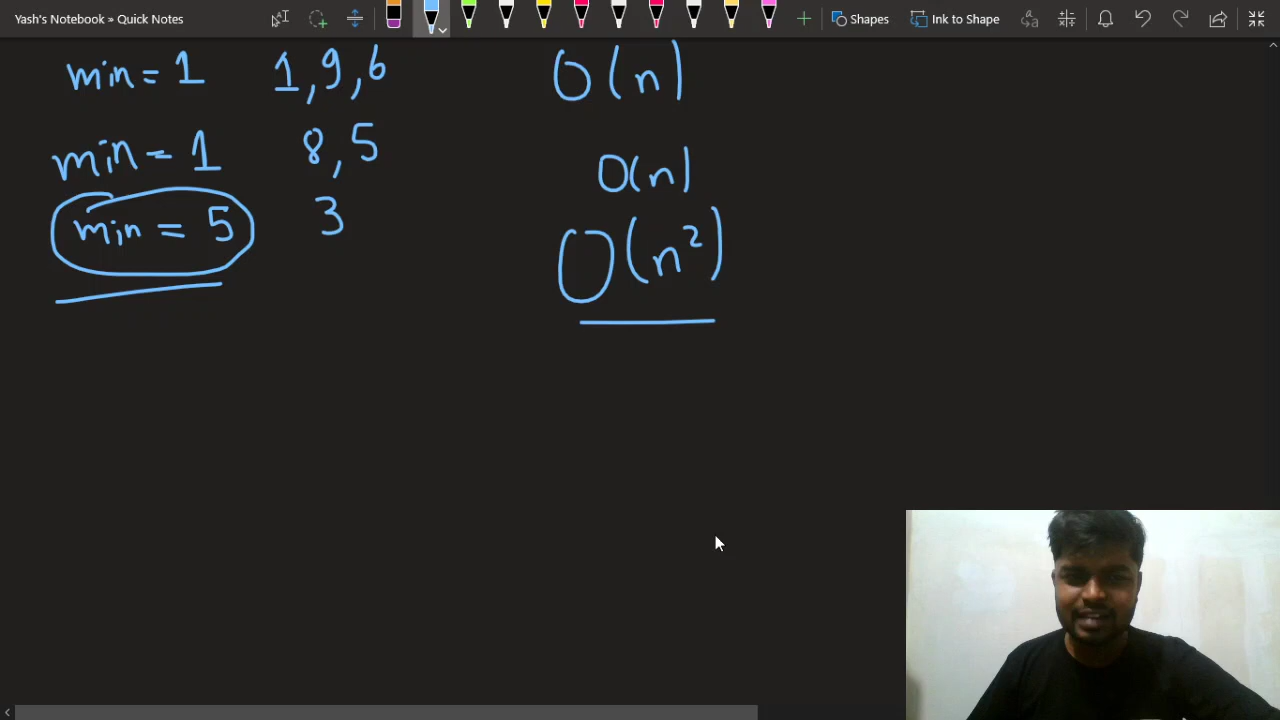 Yash's Notebook » Quick Notes
Shapes
Ink to Shape
min = 1 1,9,6 O(n)
min = 1 8,5 O(n)
min = 5 3 O(n²)